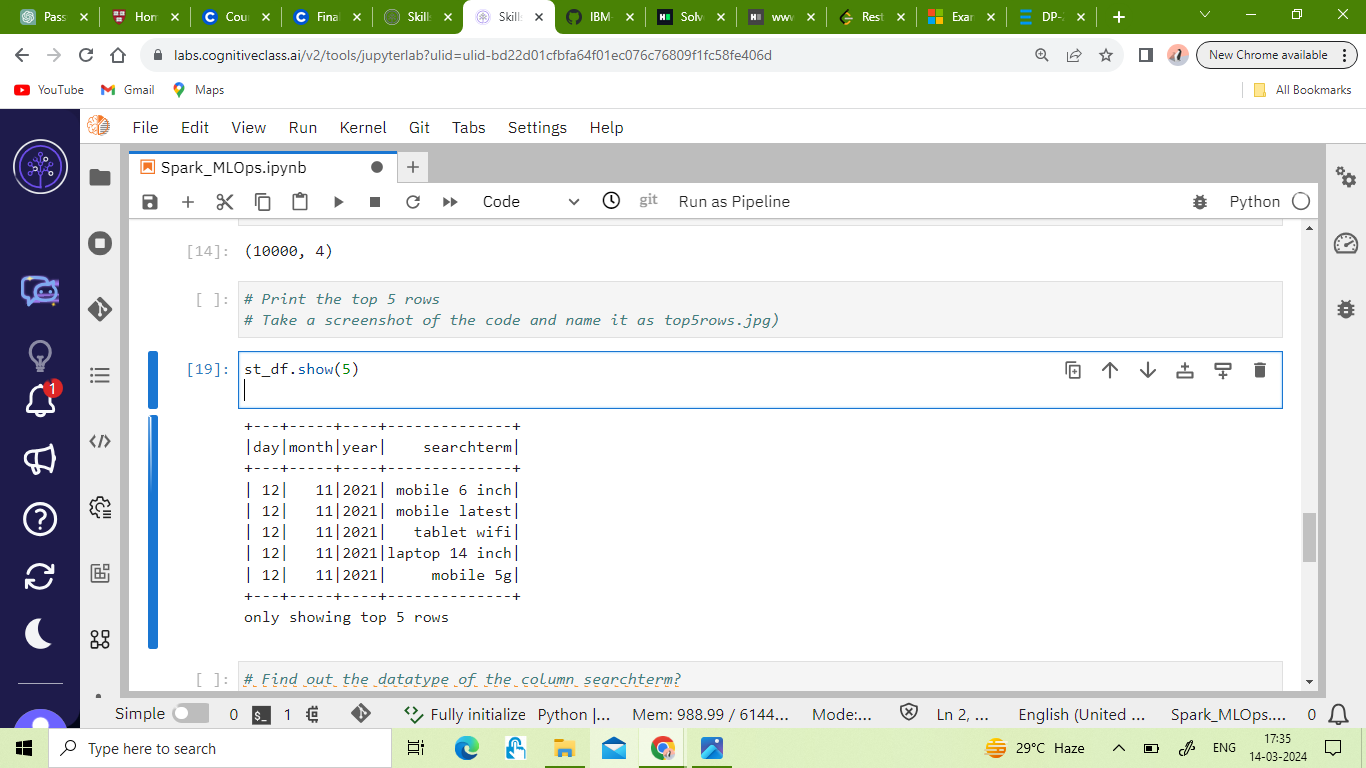 Pass
Hom
Cou
Final
Skills
Skills
IBM-
Solve
www
Rest
Exam
DP-
labs.cognitiveclass.ai/v2/tools/jupyterlab?ulid=ulid-bd22d01cfbfa64f01ec076c76809f1fc58fe406d
New Chrome available
YouTube
Gmail
Maps
All Bookmarks
File Edit View Run Kernel Git Tabs Settings Help
Spark_MLOps.ipynb
Code
git
Run as Pipeline
Python
[14]: (10000, 4)
[ ]: # Print the top 5 rows
# Take a screenshot of the code and name it as top5rows.jpg)
[19]: st_df.show(5)
+---+-----+----+--------------+
|day|month|year|    searchterm|
+---+-----+----+--------------+
| 12|   11|2021| mobile 6 inch|
| 12|   11|2021| mobile latest|
| 12|   11|2021|   tablet wifi|
| 12|   11|2021|laptop 14 inch|
| 12|   11|2021|     mobile 5g|
+---+-----+----+--------------+
only showing top 5 rows
[ ]: # Find out the datatype of the column searchterm?
1
Simple 0 $_ 1 Fully initialize Python |... Mem: 988.99 / 6144... Mode:... Ln 2, ... English (United ... Spark_MLOps.... 0
Type here to search
29°C Haze
ENG
17:35
14-03-2024